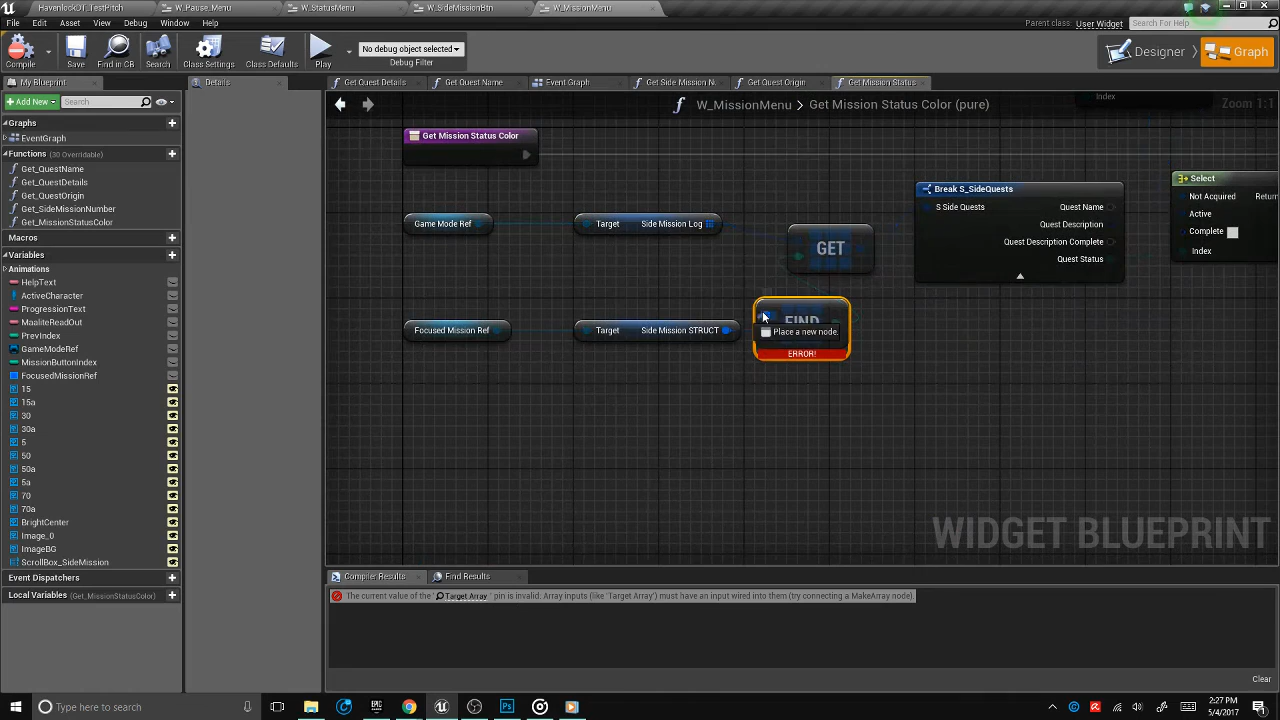 HavenlockDT_TestPitch
W_Pause.Menu
W_StatusMenu
W_SideMissionBtn
W_MissionMenu
File
Edit
Asset
View
Debug
Window
Help
Parent class: User Widget
Search For Help
Compile
Save
Find in CB
Search
Class Settings
Class Defaults
Play
No debug object selected
Debug Filter
Designer
Graph
My Blueprint
Details
Get Quest Details
Get Quest Name
Event Graph
Get Side Mission N
Get Quest Origin
Get Mission Status
+ Add New
Search
W_MissionMenu > Get Mission Status Color (pure)
Index
Zoom 1:1
Graphs
EventGraph
Functions (30 Overridable)
Get_QuestName
Get_QuestDetails
Get_QuestOrigin
Get_SideMissionNumber
Get_MissionStatusColor
Macros
Variables
Animations
HelpText
ActiveCharacter
ProgressionText
MaaliteReadOut
PrevIndex
GameModeRef
MissionButtonIndex
FocusedMissionRef
15
15a
30
30a
5
50
50a
5a
70
70a
BrightCenter
Image_0
ImageBG
ScrollBox_SideMission
Event Dispatchers
Local Variables (Get_MissionStatusColor)
Get Mission Status Color
Game Mode Ref
Target
Side Mission Log
GET
Break S_SideQuests
S Side Quests
Quest Name
Quest Description
Quest Description Complete
Quest Status
Select
Not Acquired
Active
Complete
Index
Focused Mission Ref
Target
Side Mission STRUCT
FIND
Place a new node.
ERROR!
WIDGET BLUEPRINT
Compiler Results
Find Results
The current value of the ' Target Array ' pin is invalid: Array inputs (like 'Target Array') must have an input wired into them (try connecting a MakeArray node).
Clear
Type here to search
2:27 PM
5/4/2017